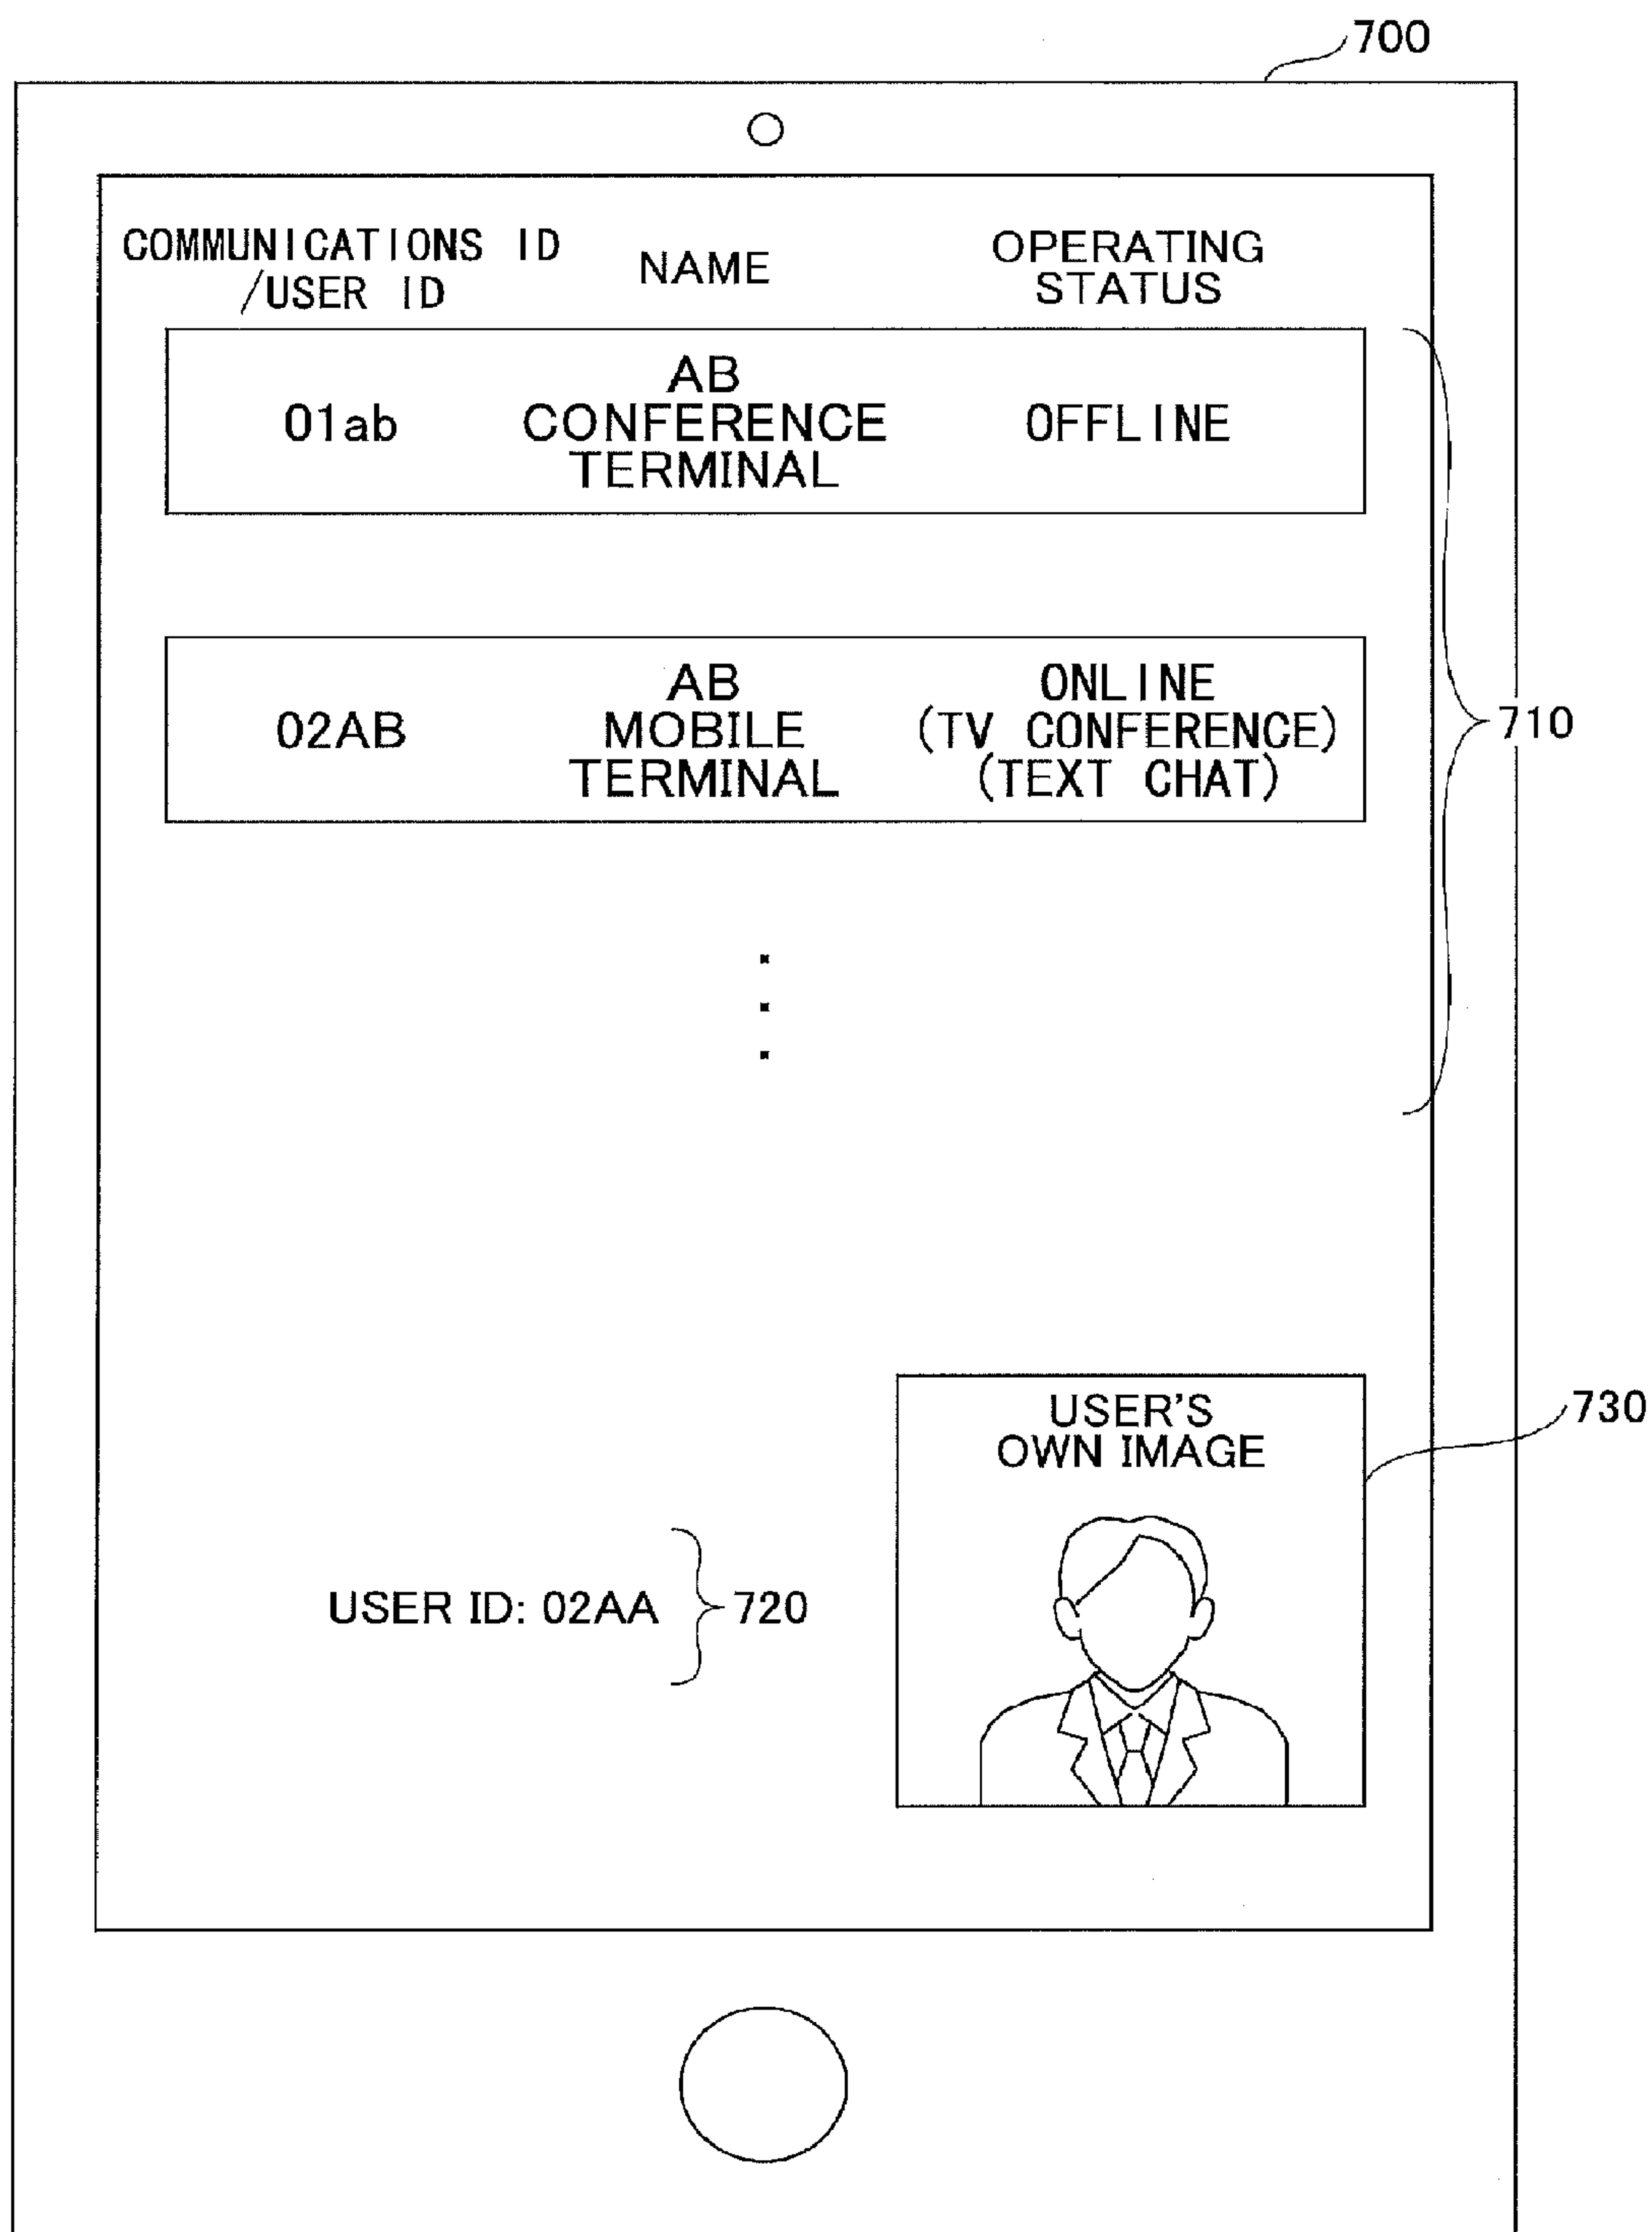 700
COMMUNICATIONS ID
/USER ID
NAME
OPERATING
STATUS
01ab
AB
CONFERENCE
TERMINAL
OFFLINE
02AB
AB
MOBILE
TERMINAL
ONLINE
(TV CONFERENCE)
(TEXT CHAT)
710
USER'S
OWN IMAGE
730
USER ID: 02AA
720